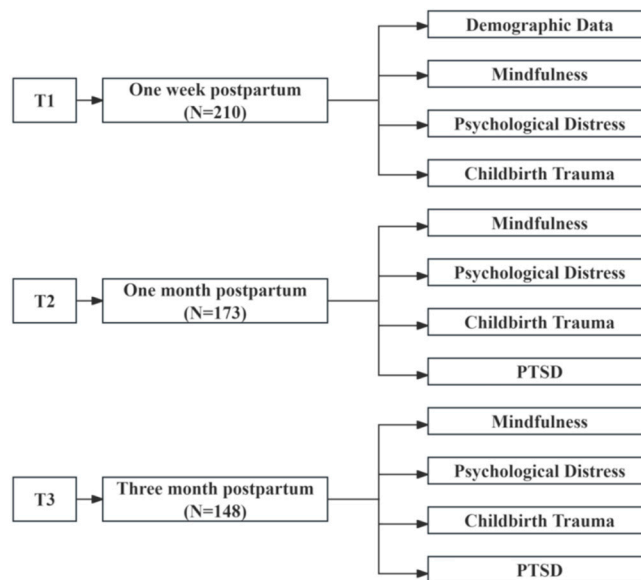 Demographic Data
T1
One week postpartum
(N=210)
Mindfulness
Psychological Distress
Childbirth Trauma
Mindfulness
T2
One month postpartum
(N=173)
Psychological Distress
Childbirth Trauma
PTSD
Mindfulness
T3
Three month postpartum
(N=148)
Psychological Distress
Childbirth Trauma
PTSD